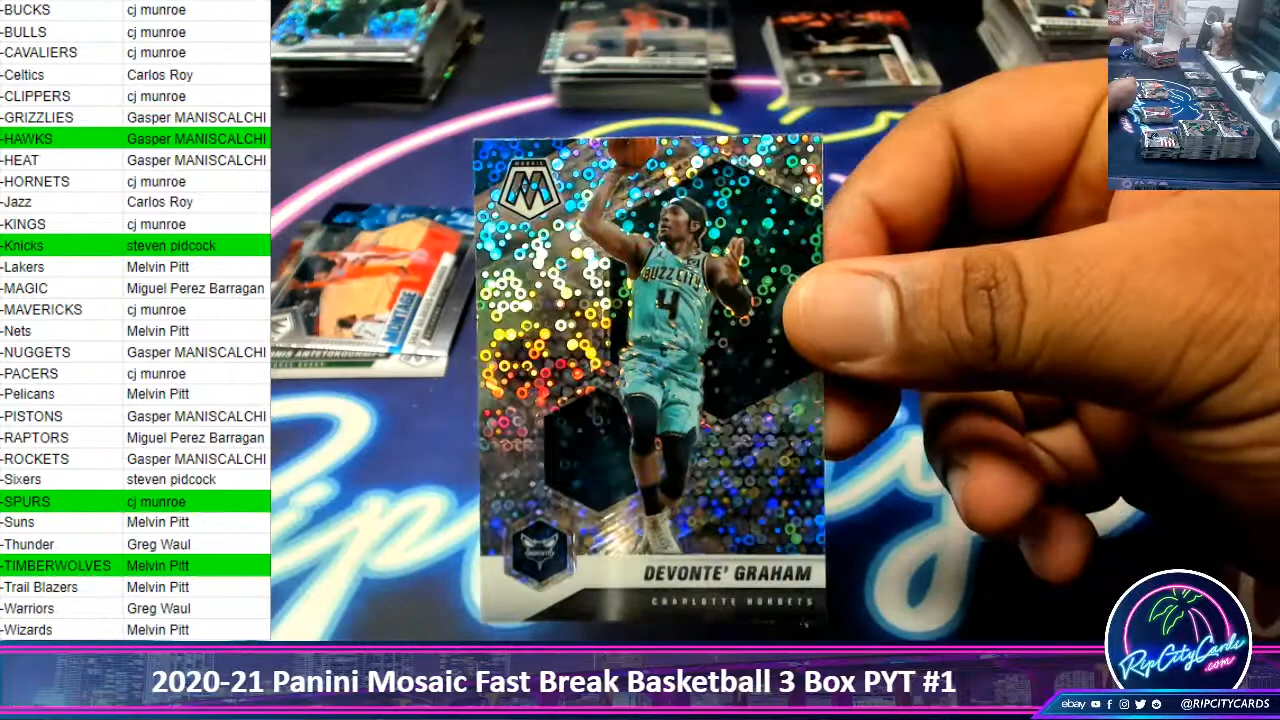 -BUCKS cj munroe
-BULLS cj munroe
-CAVALIERS cj munroe
-Celtics Carlos Roy
-CLIPPERS cj munroe
-GRIZZLIES Gasper MANISCALCHI
-HAWKS Gasper MANISCALCHI
-HEAT Gasper MANISCALCHI
-HORNETS cj munroe
-Jazz Carlos Roy
-KINGS cj munroe
-Knicks steven pidcock
-Lakers Melvin Pitt
-MAGIC Miguel Perez Barragan
-MAVERICKS cj munroe
-Nets Melvin Pitt
-NUGGETS Gasper MANISCALCHI
-PACERS cj munroe
-Pelicans Melvin Pitt
-PISTONS Gasper MANISCALCHI
-RAPTORS Miguel Perez Barragan
-ROCKETS Gasper MANISCALCHI
-Sixers steven pidcock
-SPURS cj munroe
-Suns Melvin Pitt
-Thunder Greg Waul
-TIMBERWOLVES Melvin Pitt
-Trail Blazers Melvin Pitt
-Warriors Greg Waul
-Wizards Melvin Pitt
MOSAIC
BUZZ CITY
4
DEVONTE' GRAHAM
CHARLOTTE HORNETS
MONTAGE
RipCityCards
.com
2020-21 Panini Mosaic Fast Break Basketball 3 Box PYT #1
ebay @RIPCITYCARDS